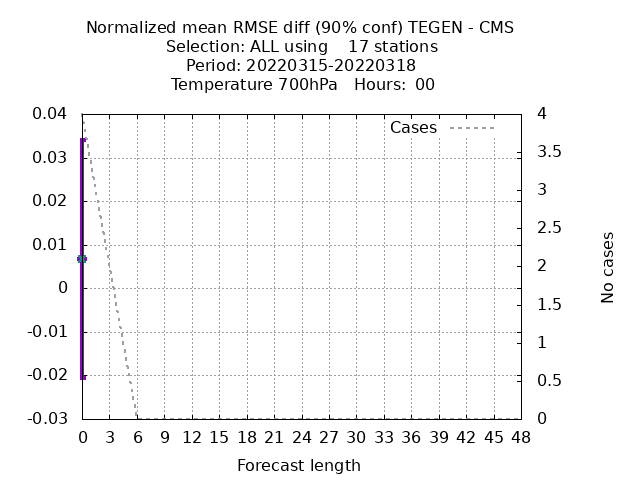 Normalized mean RMSE diff (90% conf) TEGEN - CMS
Selection: ALL using    17 stations
Period: 20220315-20220318
Temperature 700hPa   Hours:  00
Cases
0.04
0.03
0.02
0.01
0
-0.01
-0.02
-0.03
4
3.5
3
2.5
2
1.5
1
0.5
0
No cases
0 3 6 9 12 15 18 21 24 27 30 33 36 39 42 45 48
Forecast length